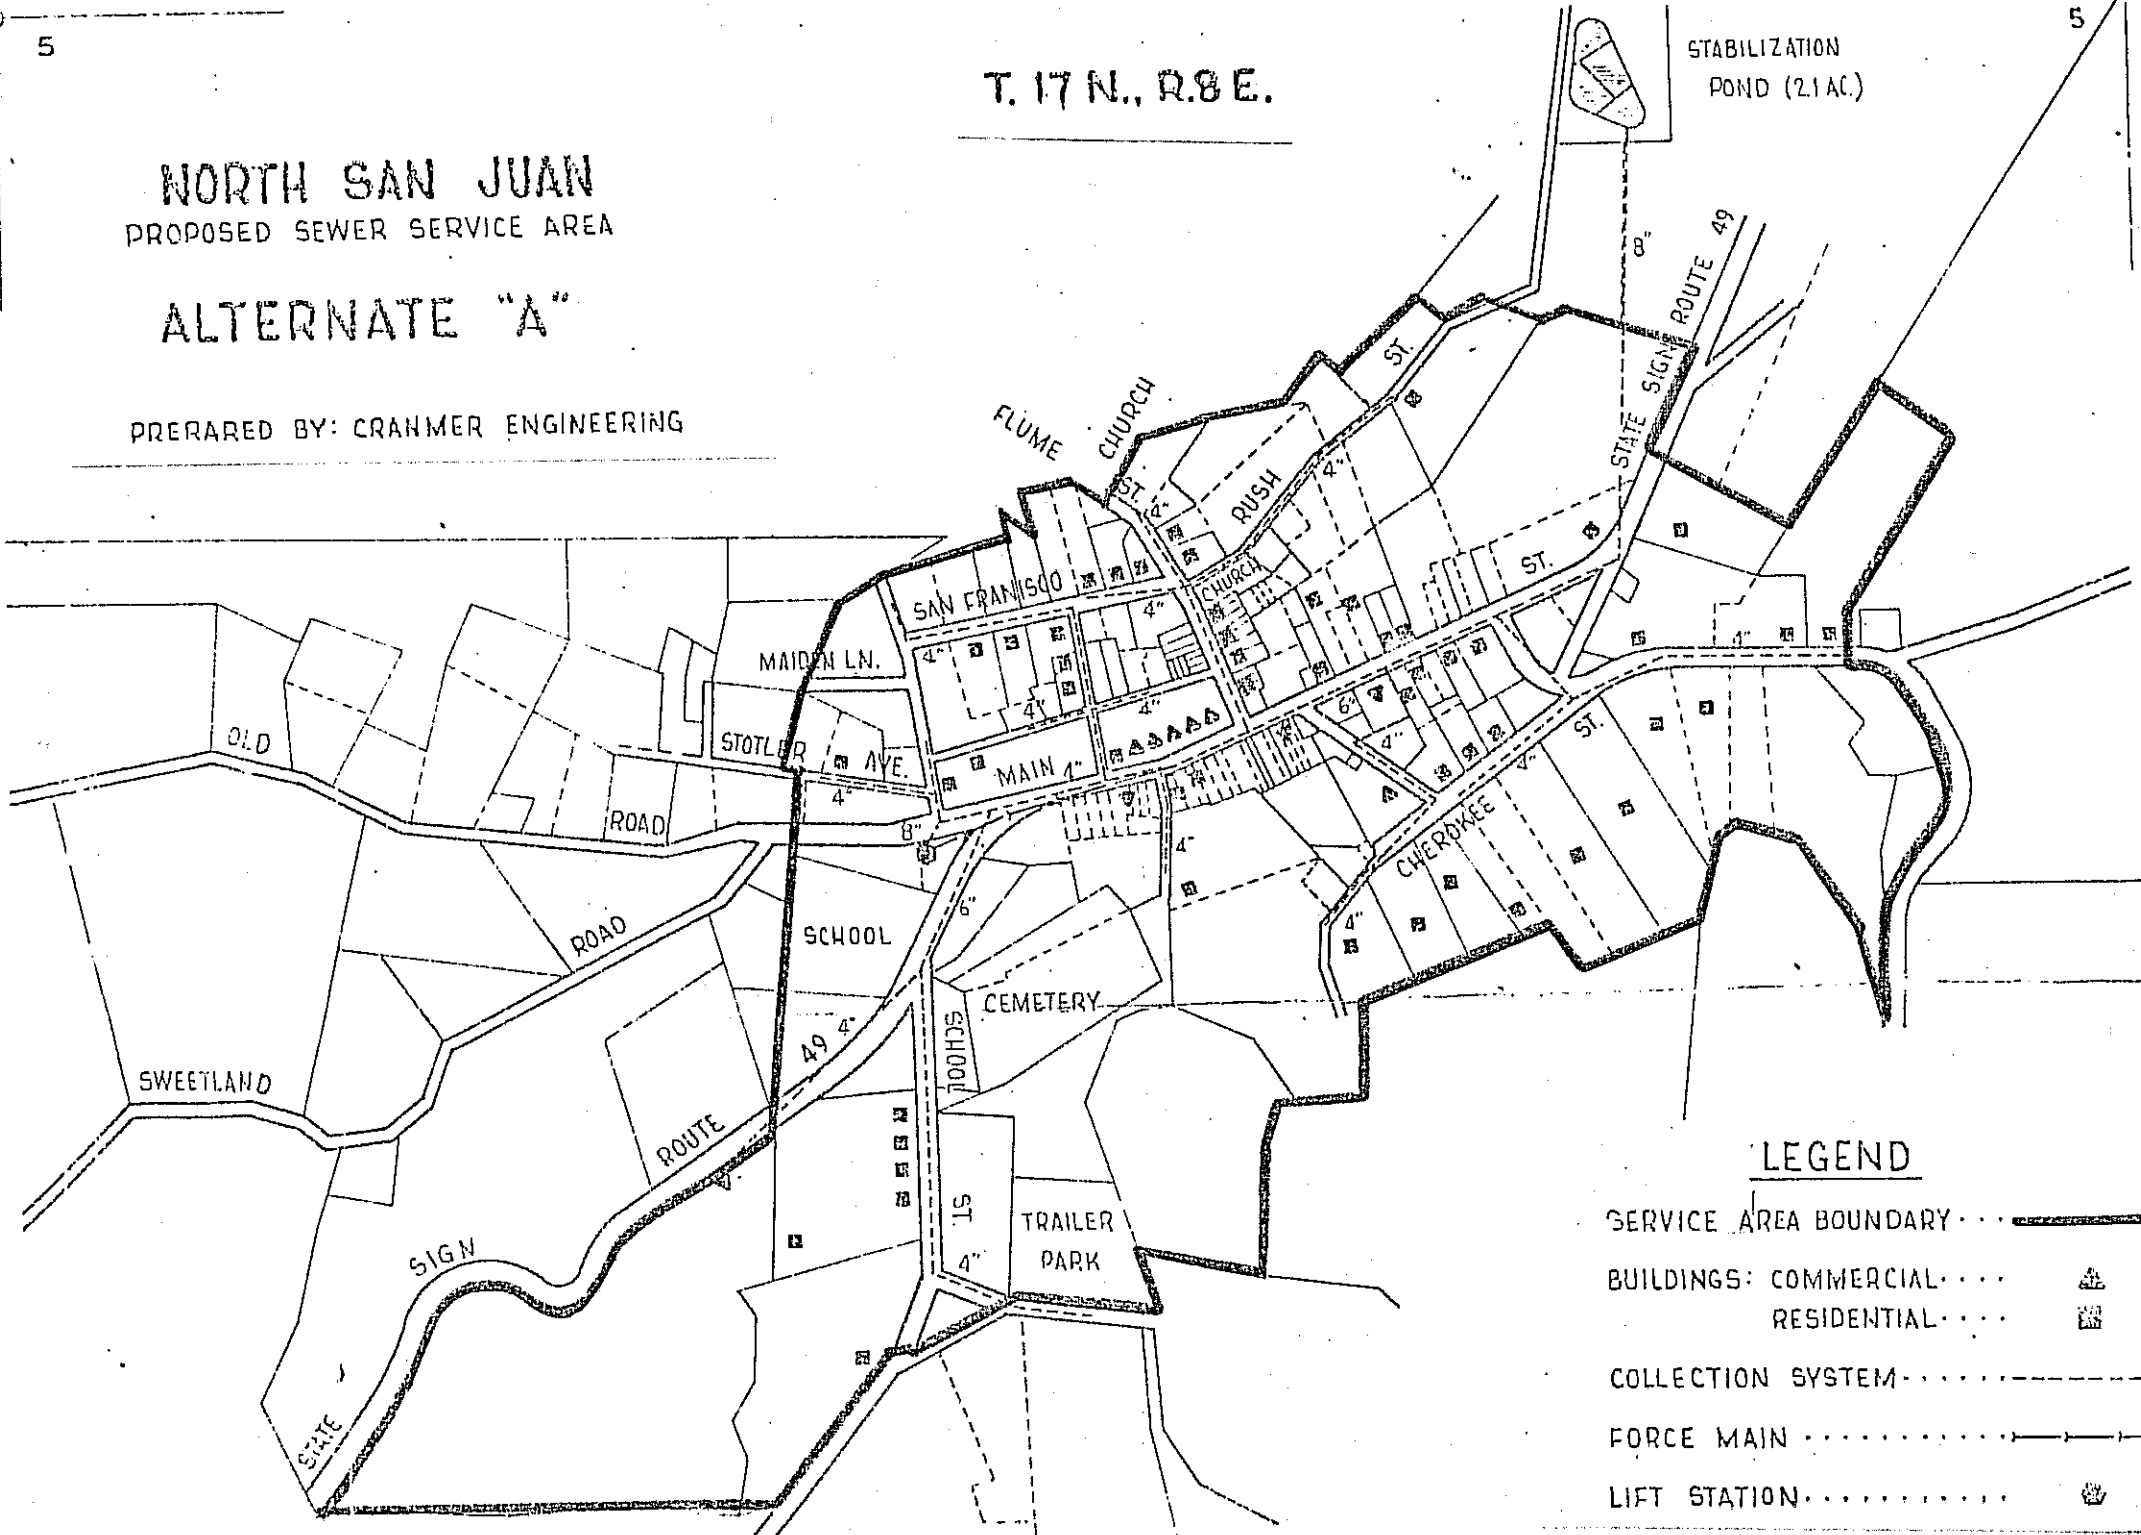 5
T. 17 N., R.8 E.
5
STABILIZATION
POND (2.1 AC.)
NORTH SAN JUAN
PROPOSED SEWER SERVICE AREA
ALTERNATE "A"
PRERARED BY: CRANMER ENGINEERING
8"
STATE SIGN ROUTE 49
FLUME
CHURCH
ST.
ST.
RUSH
4"
4"
SAN FRANISCO
CHURCH
4"
ST.
MAIDEN LN.
4"
4"
4"
4"
6"
4"
ST.
4"
OLD
STOTLER
AVE.
MAIN
4"
4"
ROAD
8"
4"
CHEROKEE
4"
6"
ROAD
SCHOOL
CEMETERY
SCHOOL
49
4"
SWEETLAND
ROUTE
ST.
4"
TRAILER
PARK
SIGN
STATE
LEGEND
SERVICE AREA BOUNDARY
BUILDINGS: COMMERCIAL
RESIDENTIAL
COLLECTION SYSTEM
FORCE MAIN
LIFT STATION